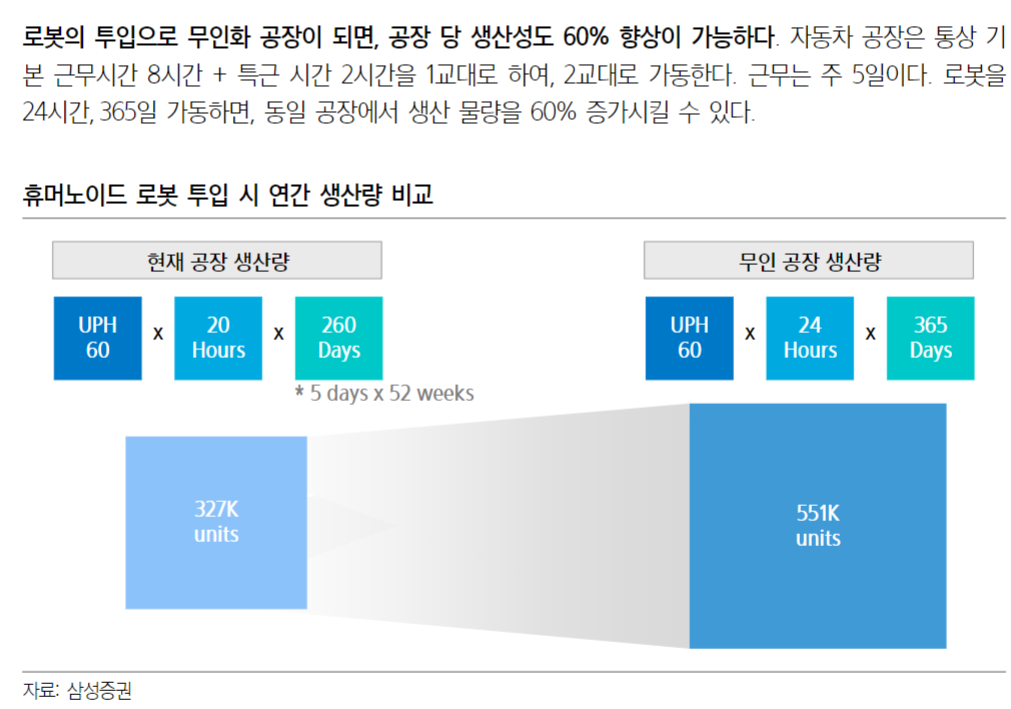 로봇의 투입으로 무인화 공장이 되면, 공장 당 생산성도 60% 향상이 가능하다. 자동차 공장은 통상 기
본 근무시간 8시간 + 특근 시간 2시간을 1교대로 하여, 2교대로 가동한다. 근무는 주 5일이다. 로봇을
24시간, 365일 가동하면, 동일 공장에서 생산 물량을 60% 증가시킬 수 있다.
휴머노이드 로봇 투입 시 연간 생산량 비교
현재 공장 생산량
UPH
60
x
20
Hours
x
260
Days
* 5 days x 52 weeks
327K
units
무인 공장 생산량
UPH
60
x
24
Hours
x
365
Days
551K
units
자료: 삼성증권